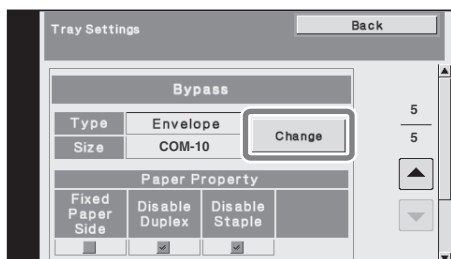 Tray Settings
Back
Bypass
Type Envelope
Size COM-10
Change
5
5
Paper Property
Fixed Paper Side
Disable Duplex
Disable Staple